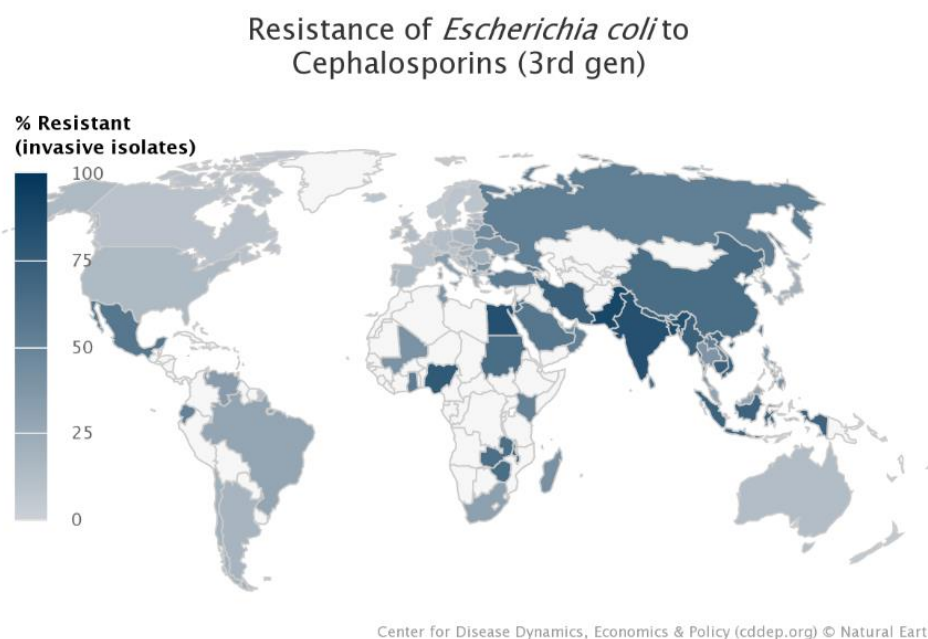 Resistance of Escherichia coli to
Cephalosporins (3rd gen)
% Resistant
(invasive isolates)
100
75
50
25
0
Center for Disease Dynamics, Economics & Policy (cddep.org) © Natural Eart